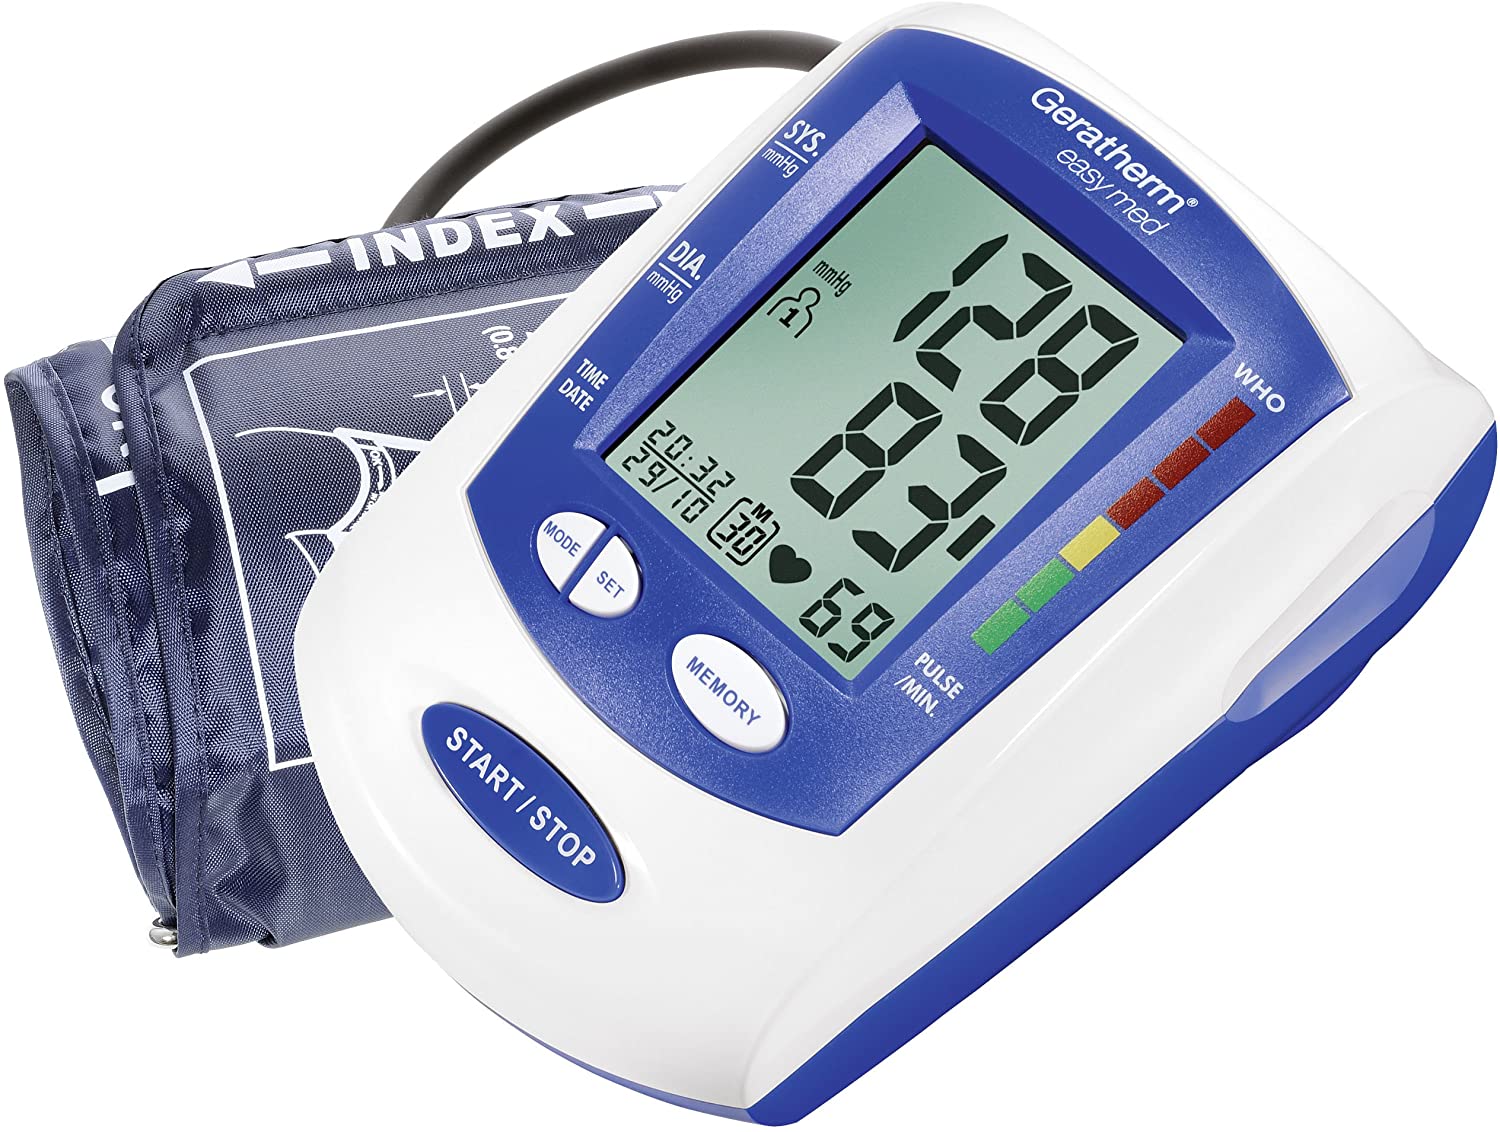 Geratherm®
easy med
SYS.
mmHg
DIA.
mmHg
TIME
DATE
mmHg
1
128
83
20:32
29/10
M
30
69
WHO
PULSE
/MIN.
MODE
SET
MEMORY
START/STOP
INDEX